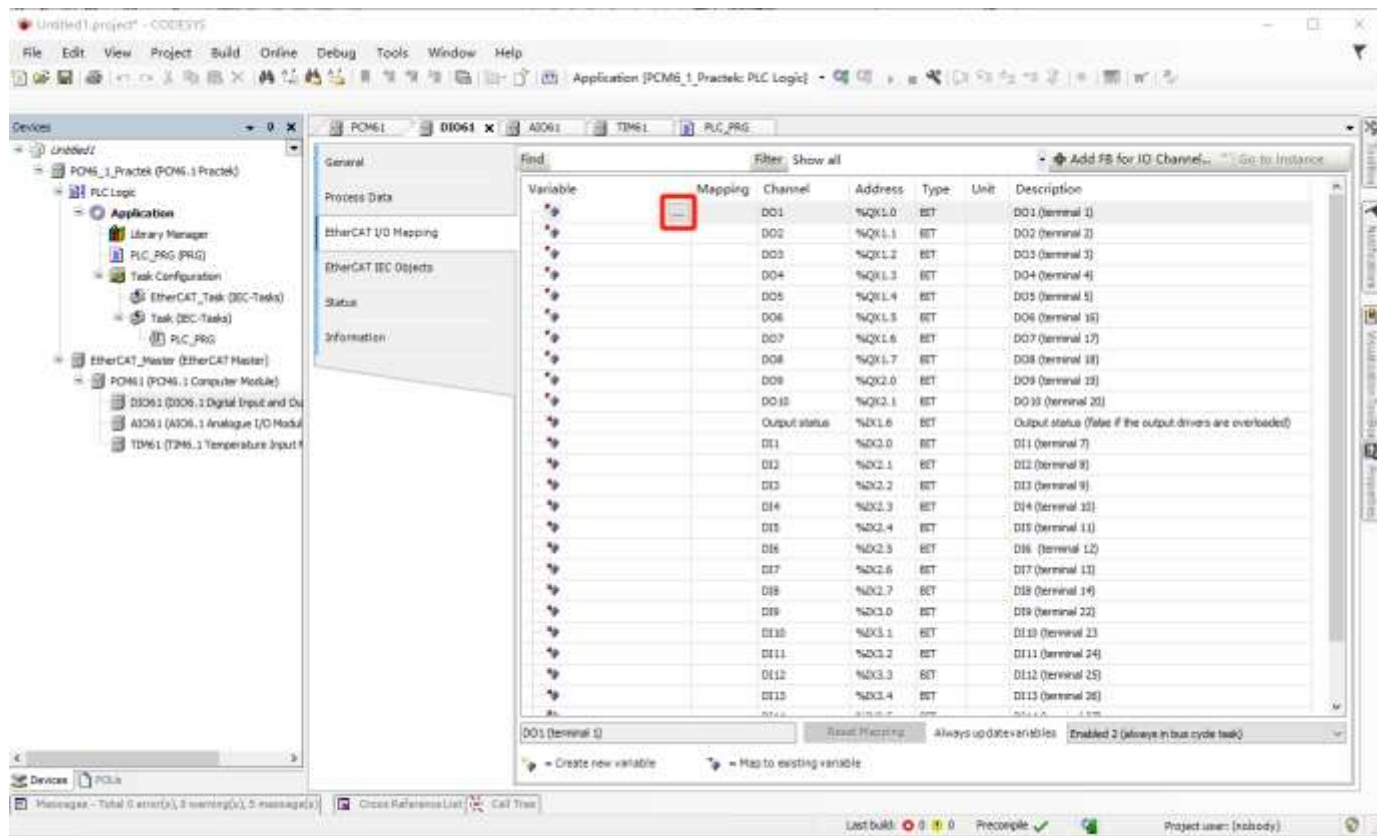 Untitled1.project* - CODESYS
File Edit View Project Build Online Debug Tools Window Help
Application [PCM6_1_Practek: PLC Logic]
Devices
PCM61 DIO61 AIO61 TIM61 PLC_PRG
Untitled1
PCM6_1_Practek (PCM6.1 Practek)
PLC Logic
Application
Library Manager
PLC_PRG (PRG)
Task Configuration
EtherCAT_Task (IEC-Tasks)
Task (IEC-Tasks)
PLC_PRG
EtherCAT_Master (EtherCAT Master)
PCM61 (PCM6.1 Computer Module)
DIO61 (DIO6.1 Digital Input and Ou
AIO61 (AIO6.1 Analogue I/O Modul
TIM61 (TIM6.1 Temperature Input
General
Process Data
EtherCAT I/O Mapping
EtherCAT IEC Objects
Status
Information
Find Filter Show all Add FB for IO Channel... Go to Instance
Variable Mapping Channel Address Type Unit Description
... DO1 %QX1.0 BIT DO1 (terminal 1)
DO2 %QX1.1 BIT DO2 (terminal 2)
DO3 %QX1.2 BIT DO3 (terminal 3)
DO4 %QX1.3 BIT DO4 (terminal 4)
DO5 %QX1.4 BIT DO5 (terminal 5)
DO6 %QX1.5 BIT DO6 (terminal 16)
DO7 %QX1.6 BIT DO7 (terminal 17)
DO8 %QX1.7 BIT DO8 (terminal 18)
DO9 %QX2.0 BIT DO9 (terminal 19)
DO10 %QX2.1 BIT DO10 (terminal 20)
Output status %IX1.6 BIT Output status (false if the output drivers are overloaded)
DI1 %IX2.0 BIT DI1 (terminal 7)
DI2 %IX2.1 BIT DI2 (terminal 8)
DI3 %IX2.2 BIT DI3 (terminal 9)
DI4 %IX2.3 BIT DI4 (terminal 10)
DI5 %IX2.4 BIT DI5 (terminal 11)
DI6 %IX2.5 BIT DI6 (terminal 12)
DI7 %IX2.6 BIT DI7 (terminal 13)
DI8 %IX2.7 BIT DI8 (terminal 14)
DI9 %IX3.0 BIT DI9 (terminal 22)
DI10 %IX3.1 BIT DI10 (terminal 23
DI11 %IX3.2 BIT DI11 (terminal 24)
DI12 %IX3.3 BIT DI12 (terminal 25)
DI13 %IX3.4 BIT DI13 (terminal 26)
DO1 (terminal 1) Reset Mapping Always update variables Enabled 2 (always in bus cycle task)
= Create new variable = Map to existing variable
Devices POUs
Messages - Total 0 error(s), 0 warning(s), 5 message(s) Cross Reference List Call Tree
Last build: 0 0 Precompile Project user: (nobody)
ToolBox
Notifications
Visualization Toolbox
Properties